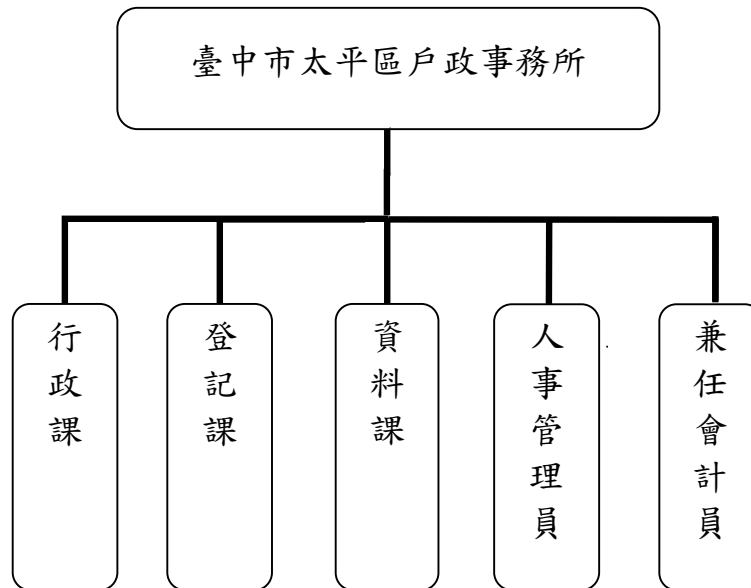 臺中市太平區戶政事務所
行政課
登記課
資料課
人事管理員
兼任會計員